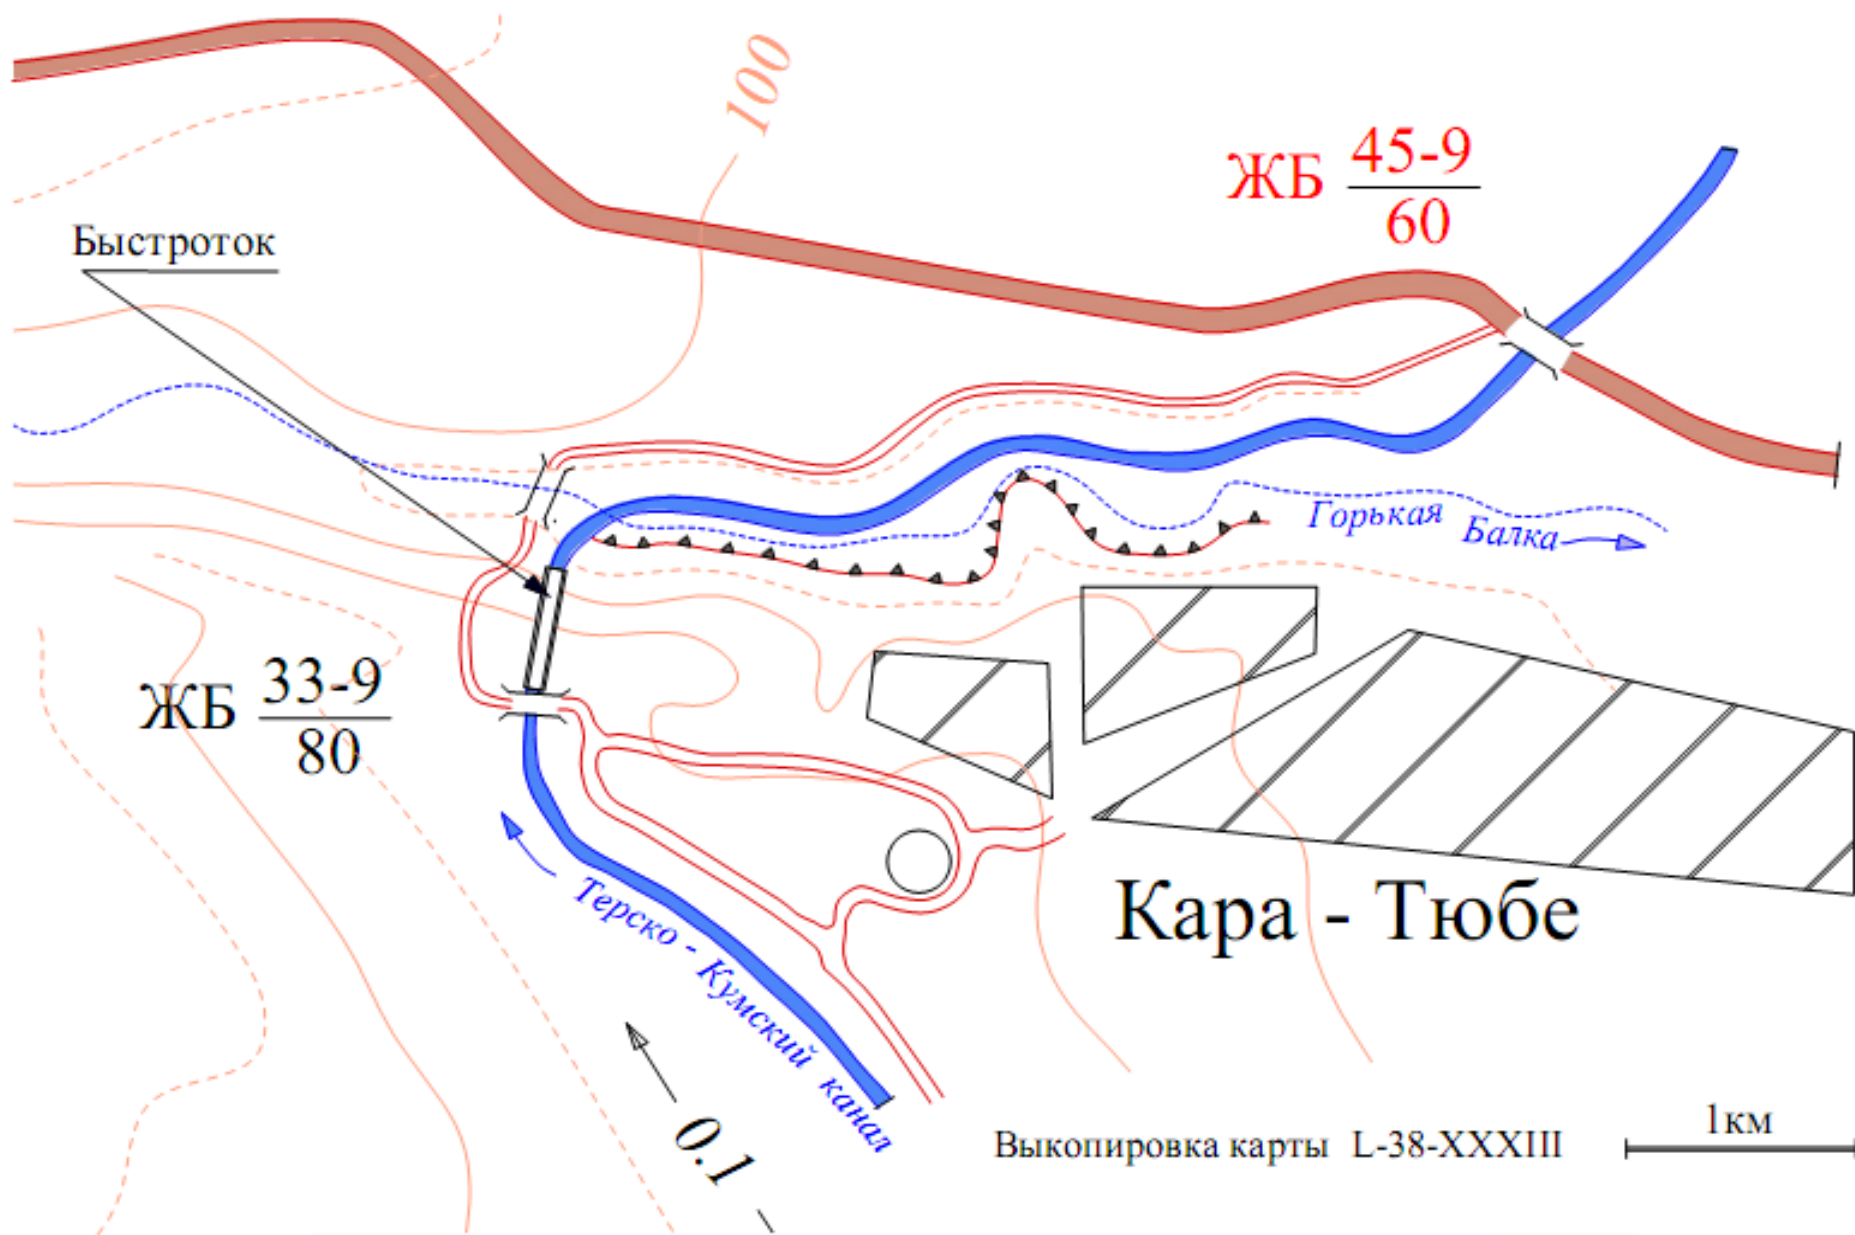 100
ЖБ 45-9
60
Быстроток
Горькая Балка
ЖБ 33-9
80
Терско - Кумский канал
Кара - Тюбе
0.1
Выкопировка карты L-38-XXXIII
1км